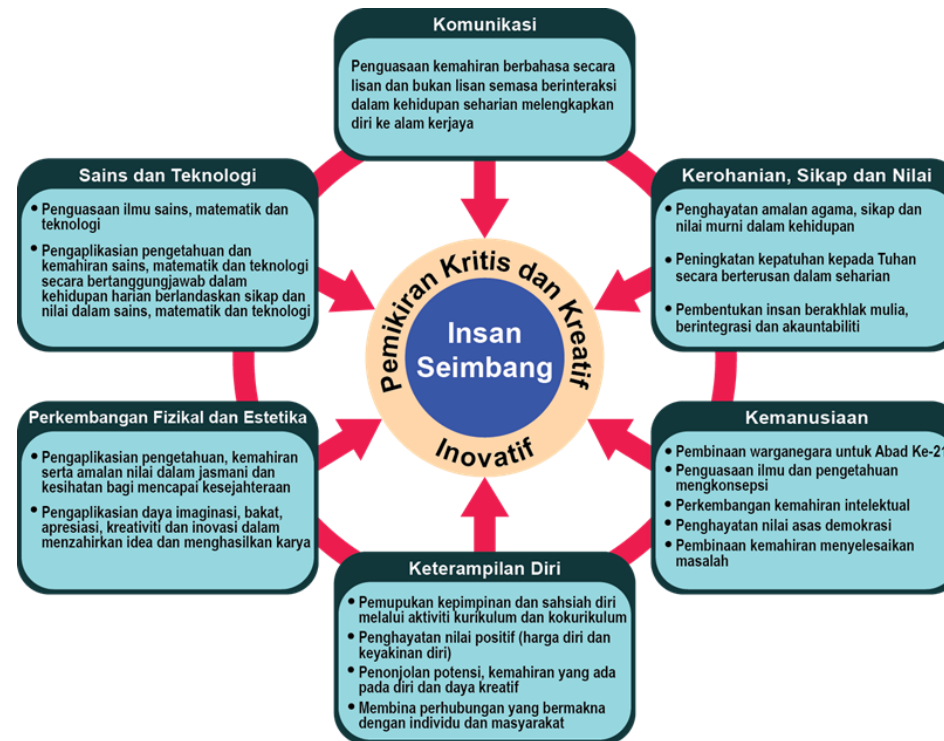 Komunikasi
Penguasaan kemahiran berbahasa secara
lisan dan bukan lisan semasa berinteraksi
dalam kehidupan seharian melengkapkan
diri ke alam kerjaya
Sains dan Teknologi
• Penguasaan ilmu sains, matematik dan
teknologi
• Pengaplikasian pengetahuan dan
kemahiran sains, matematik dan teknologi
secara bertanggungjawab dalam
kehidupan harian berlandaskan sikap dan
nilai dalam sains, matematik dan teknologi
Kerohanian, Sikap dan Nilai
• Penghayatan amalan agama, sikap dan
nilai murni dalam kehidupan
• Peningkatan kepatuhan kepada Tuhan
secara berterusan dalam seharian
• Pembentukan insan berakhlak mulia,
berintegrasi dan akauntabiliti
Pemikiran Kritis dan Kreatif
Insan
Seimbang
Inovatif
Perkembangan Fizikal dan Estetika
• Pengaplikasian pengetahuan, kemahiran
serta amalan nilai dalam jasmani dan
kesihatan bagi mencapai kesejahteraan
• Pengaplikasian daya imaginasi, bakat,
apresiasi, kreativiti dan inovasi dalam
menzahirkan idea dan menghasilkan karya
Kemanusiaan
• Pembinaan warganegara untuk Abad Ke-21
• Penguasaan ilmu dan pengetahuan
mengkonsepsi
• Perkembangan kemahiran intelektual
• Penghayatan nilai asas demokrasi
• Pembinaan kemahiran menyelesaikan
masalah
Keterampilan Diri
• Pemupukan kepimpinan dan sahsiah diri
melalui aktiviti kurikulum dan kokurikulum
• Penghayatan nilai positif (harga diri dan
keyakinan diri)
• Penonjolan potensi, kemahiran yang ada
pada diri dan daya kreatif
• Membina perhubungan yang bermakna
dengan individu dan masyarakat